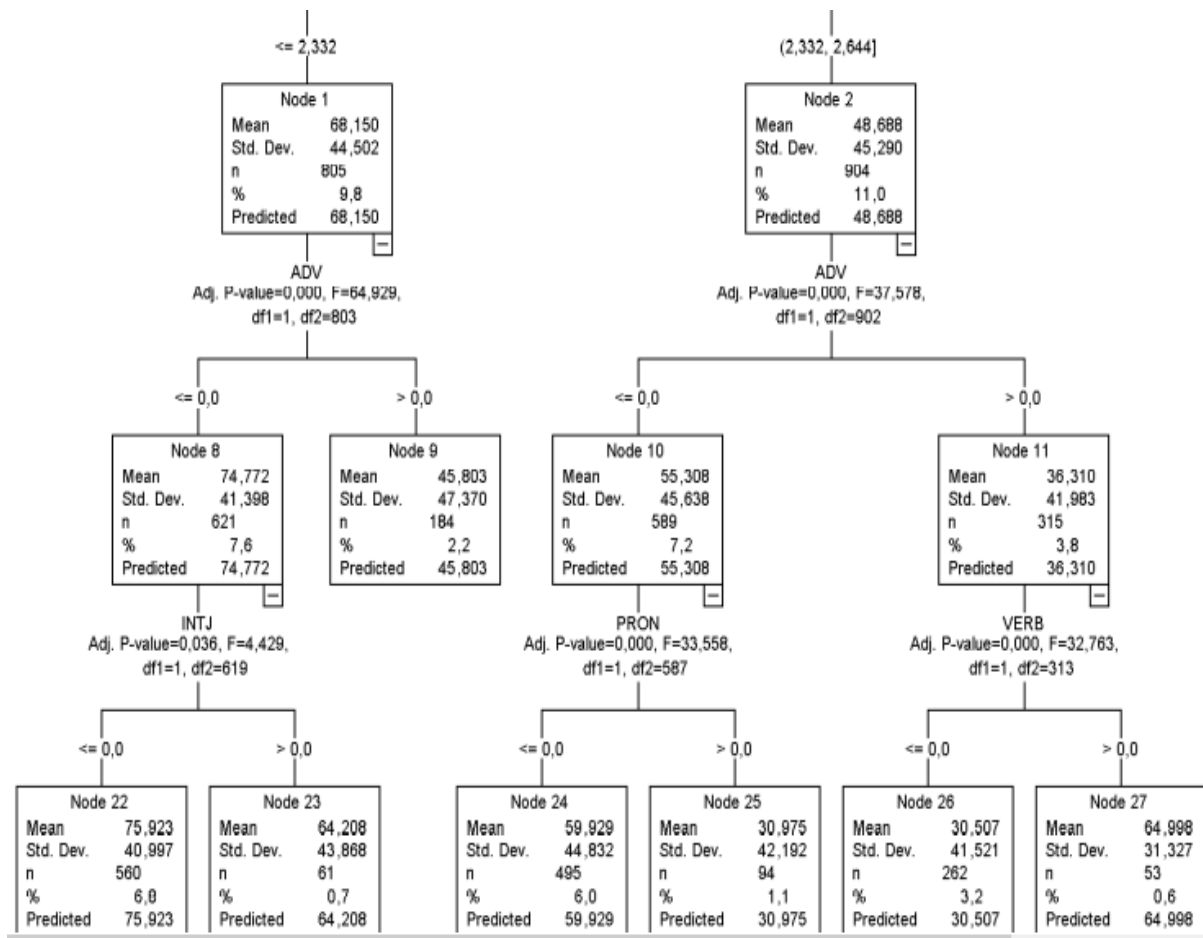 <= 2,332
(2,332, 2,644]
Node 1
Mean 68,150
Std. Dev. 44,502
n 805
% 9,8
Predicted 68,150
Node 2
Mean 48,688
Std. Dev. 45,290
n 904
% 11,0
Predicted 48,688
ADV
Adj. P-value=0,000, F=64,929,
df1=1, df2=803
ADV
Adj. P-value=0,000, F=37,578,
df1=1, df2=902
<= 0,0
> 0,0
<= 0,0
> 0,0
Node 8
Mean 74,772
Std. Dev. 41,398
n 621
% 7,6
Predicted 74,772
Node 9
Mean 45,803
Std. Dev. 47,370
n 184
% 2,2
Predicted 45,803
Node 10
Mean 55,308
Std. Dev. 45,638
n 589
% 7,2
Predicted 55,308
Node 11
Mean 36,310
Std. Dev. 41,983
n 315
% 3,8
Predicted 36,310
INTJ
Adj. P-value=0,036, F=4,429,
df1=1, df2=619
PRON
Adj. P-value=0,000, F=33,558,
df1=1, df2=587
VERB
Adj. P-value=0,000, F=32,763,
df1=1, df2=313
<= 0,0
> 0,0
<= 0,0
> 0,0
<= 0,0
> 0,0
Node 22
Mean 75,923
Std. Dev. 40,997
n 560
% 6,8
Predicted 75,923
Node 23
Mean 64,208
Std. Dev. 43,868
n 61
% 0,7
Predicted 64,208
Node 24
Mean 59,929
Std. Dev. 44,832
n 495
% 6,0
Predicted 59,929
Node 25
Mean 30,975
Std. Dev. 42,192
n 94
% 1,1
Predicted 30,975
Node 26
Mean 30,507
Std. Dev. 41,521
n 262
% 3,2
Predicted 30,507
Node 27
Mean 64,998
Std. Dev. 31,327
n 53
% 0,6
Predicted 64,998